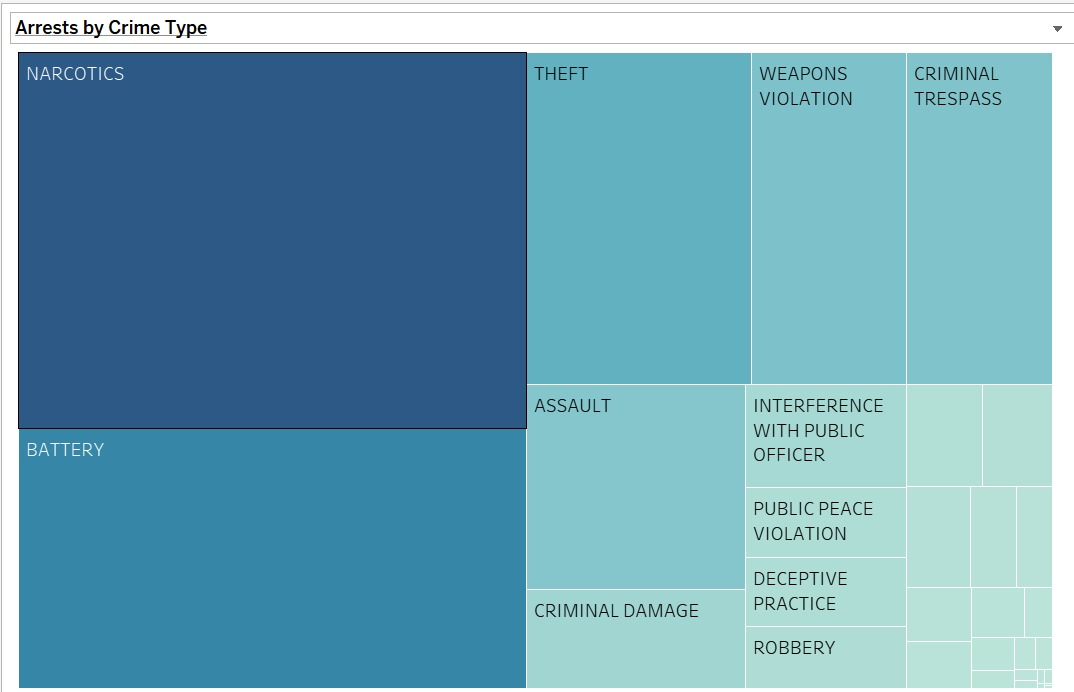 Arrests by Crime Type
NARCOTICS
THEFT
WEAPONS
VIOLATION
CRIMINAL
TRESPASS
BATTERY
ASSAULT
INTERFERENCE
WITH PUBLIC
OFFICER
PUBLIC PEACE
VIOLATION
DECEPTIVE
PRACTICE
CRIMINAL DAMAGE
ROBBERY